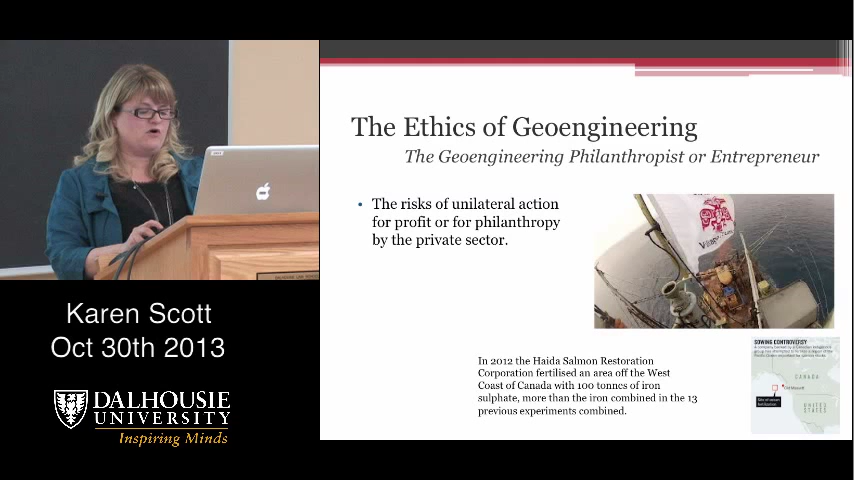 The Ethics of Geoengineering
The Geoengineering Philanthropist or Entrepreneur
• The risks of unilateral action
for profit or for philanthropy
by the private sector.
In 2012 the Haida Salmon Restoration
Corporation fertilised an area off the West
Coast of Canada with 100 tonnes of iron
sulphate, more than the iron combined in the 13
previous experiments combined.
SOWING CONTROVERSY
CANADA
UNITED
STATES
Karen Scott
Oct 30th 2013
DALHOUSIE
UNIVERSITY
Inspiring Minds